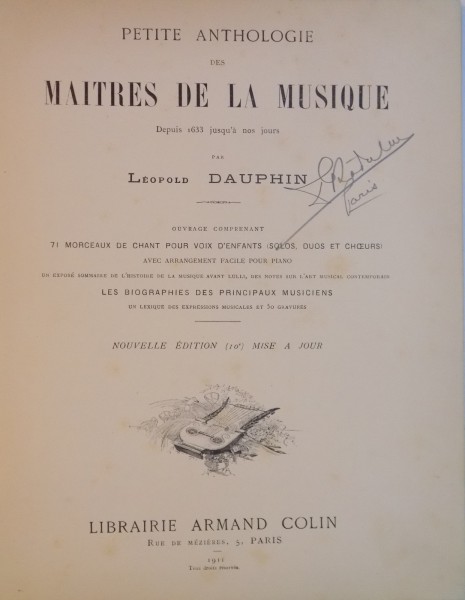 PETITE ANTHOLOGIE
DES
MAITRES DE LA MUSIQUE
Depuis 1633 jusqu'à nos jours
PAR
LÉOPOLD DAUPHIN
Paris
OUVRAGE COMPRENANT
71 MORCEAUX DE CHANT POUR VOIX D'ENFANTS (SOLOS, DUOS ET CHŒURS)
AVEC ARRANGEMENT FACILE POUR PIANO
UN EXPOSÉ SOMMAIRE DE L'HISTOIRE DE LA MUSIQUE AVANT LULLI, DES NOTES SUR L'ART MUSICAL CONTEMPORAIN
LES BIOGRAPHIES DES PRINCIPAUX MUSICIENS
UN LEXIQUE DES EXPRESSIONS MUSICALES ET 50 GRAVURES
NOUVELLE ÉDITION (10e) MISE A JOUR
LIBRAIRIE ARMAND COLIN
RUE DE MÉZIÈRES, 5, PARIS
1911
Tous droits réservés.